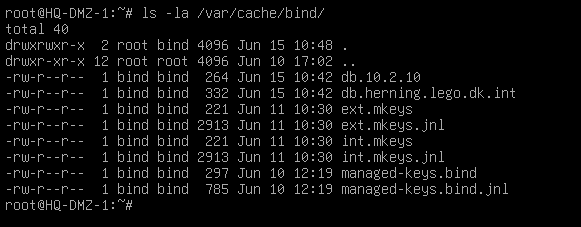 root@HQ-DMZ-1:~# ls -la /var/cache/bind/
total 40
drwxrwxr-x  2 root bind 4096 Jun 15 10:48 .
drwxr-xr-x 12 root root 4096 Jun 10 17:02 ..
-rw-r--r--  1 bind bind  264 Jun 15 10:42 db.10.2.10
-rw-r--r--  1 bind bind  332 Jun 15 10:42 db.herning.lego.dk.int
-rw-r--r--  1 bind bind  221 Jun 11 10:30 ext.mkeys
-rw-r--r--  1 bind bind 2913 Jun 11 10:30 ext.mkeys.jnl
-rw-r--r--  1 bind bind  221 Jun 11 10:30 int.mkeys
-rw-r--r--  1 bind bind 2913 Jun 11 10:30 int.mkeys.jnl
-rw-r--r--  1 bind bind  297 Jun 10 12:19 managed-keys.bind
-rw-r--r--  1 bind bind  785 Jun 10 12:19 managed-keys.bind.jnl
root@HQ-DMZ-1:~#